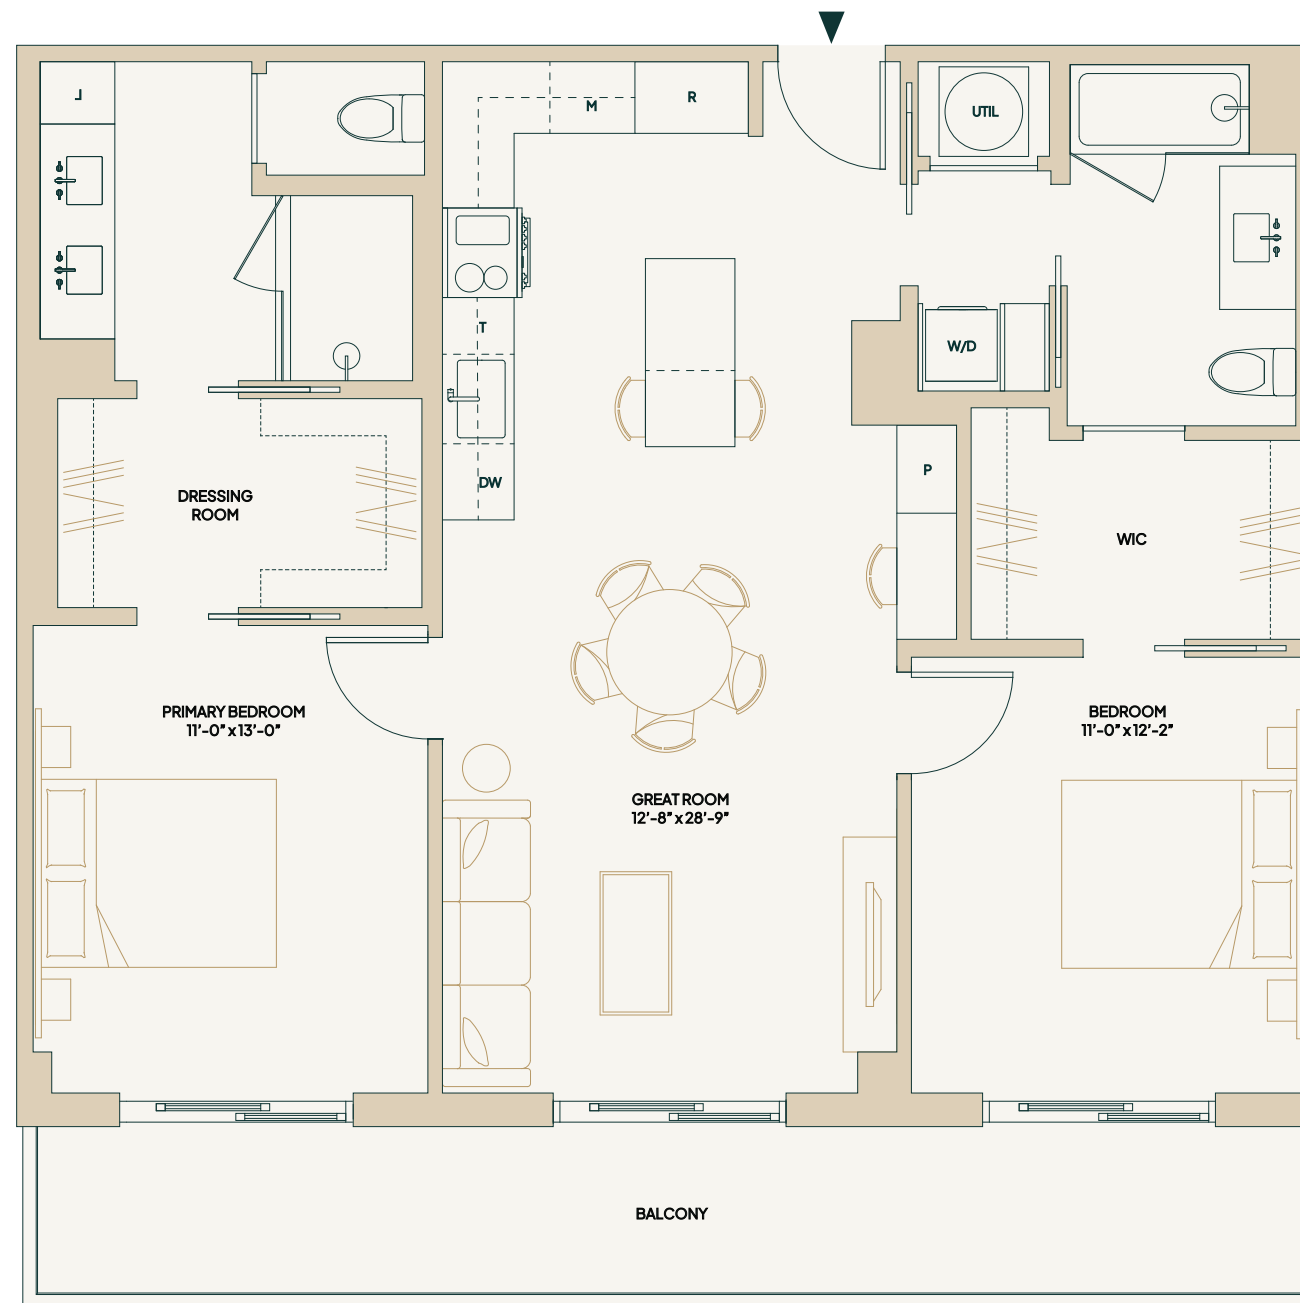 L
M
R
UTIL
T
W/D
DW
P
DRESSING
ROOM
WIC
PRIMARY BEDROOM
11'-0" x 13'-0"
BEDROOM
11'-0" x 12'-2"
GREAT ROOM
12'-8" x 28'-9"
BALCONY